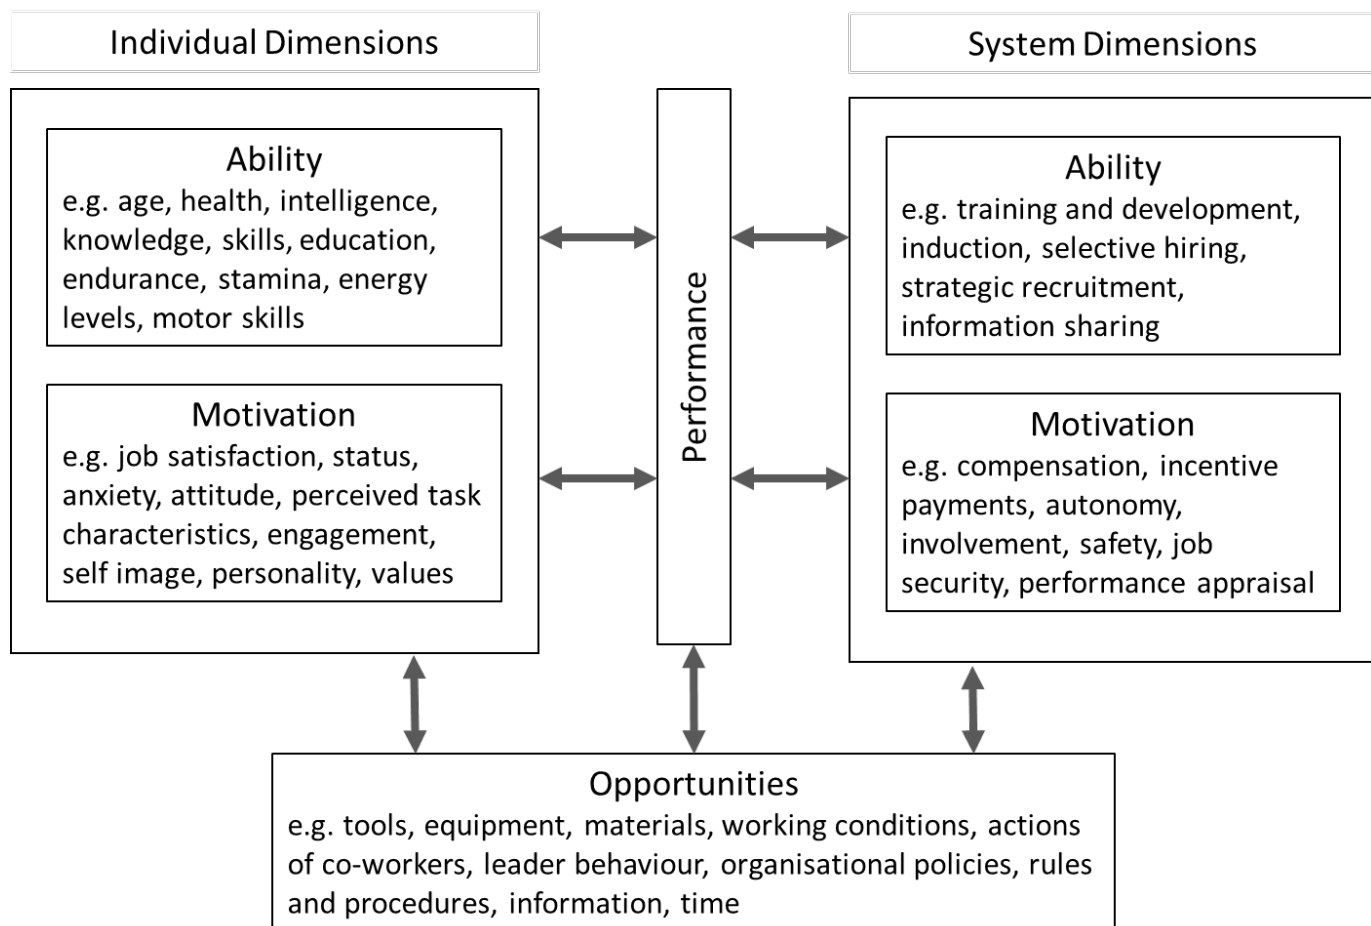 Individual Dimensions
Ability
e.g. age, health, intelligence,
knowledge, skills, education,
endurance, stamina, energy
levels, motor skills
Motivation
e.g. job satisfaction, status,
anxiety, attitude, perceived task
characteristics, engagement,
self image, personality, values
Performance
System Dimensions
Ability
e.g. training and development,
induction, selective hiring,
strategic recruitment,
information sharing
Motivation
e.g. compensation, incentive
payments, autonomy,
involvement, safety, job
security, performance appraisal
Opportunities
e.g. tools, equipment, materials, working conditions, actions
of co-workers, leader behaviour, organisational policies, rules
and procedures, information, time